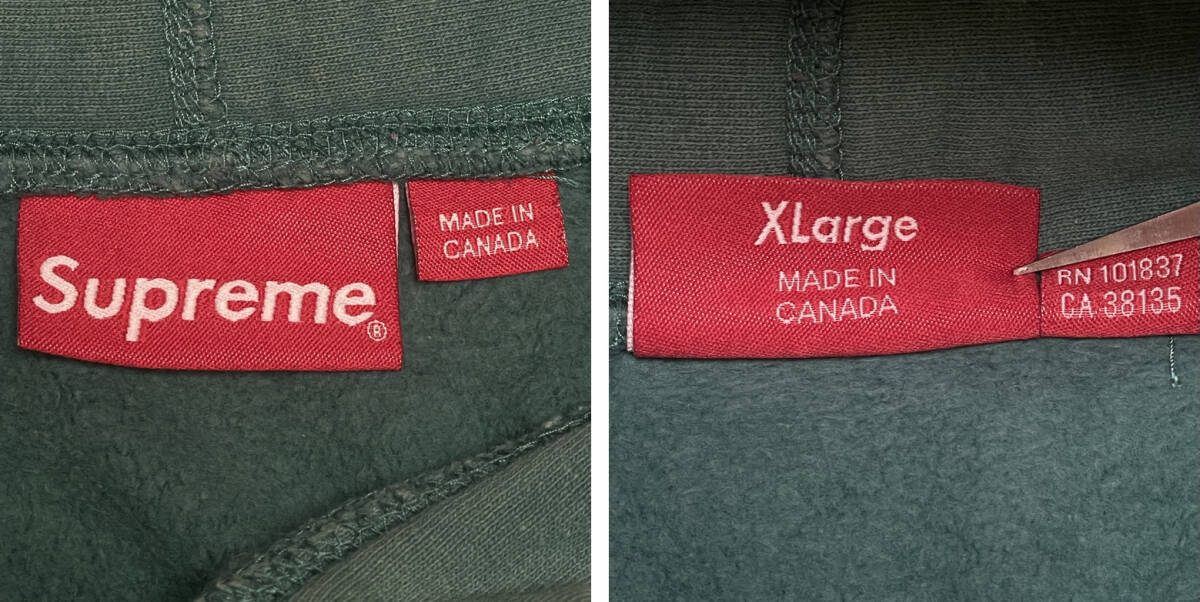 Supreme®
MADE IN
CANADA
XLarge
MADE IN
CANADA
RN 101837
CA 38135